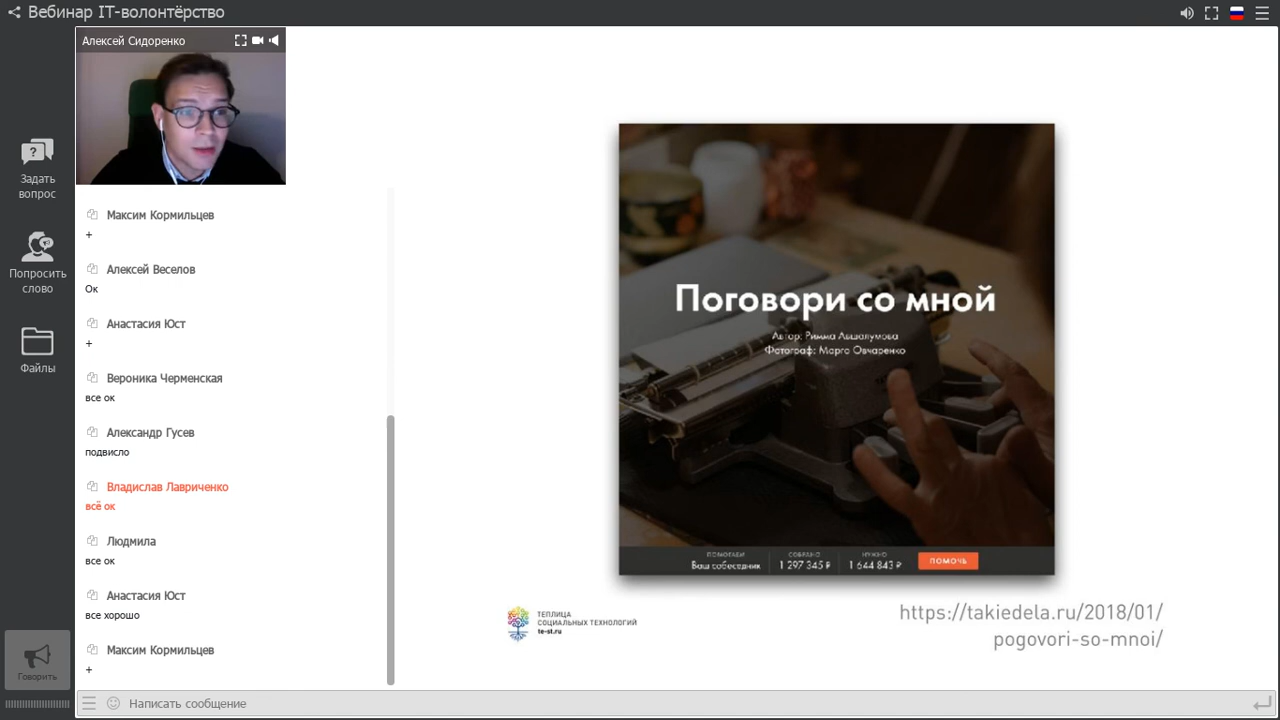 Вебинар IT-волонтёрство
Алексей Сидоренко
Задать
вопрос
Попросить
слово
Файлы
Говорить
Максим Кормильцев
+
Алексей Веселов
Ок
Анастасия Юст
+
Вероника Черменская
все ок
Александр Гусев
подвисло
Владислав Лавриченко
всё ок
Людмила
все ок
Анастасия Юст
все хорошо
Максим Кормильцев
+
Написать сообщение
Поговори со мной
Автор: Римма Авшалумова
Фотограф: Марго Овчаренко
ПОМОГАЕМ
Ваш собеседник
СОБРАНО
1 297 345 ₽
НУЖНО
1 644 843 ₽
ПОМОЧЬ
ТЕПЛИЦА
СОЦИАЛЬНЫХ ТЕХНОЛОГИЙ
te-st.ru
https://takiedela.ru/2018/01/
pogovori-so-mnoi/